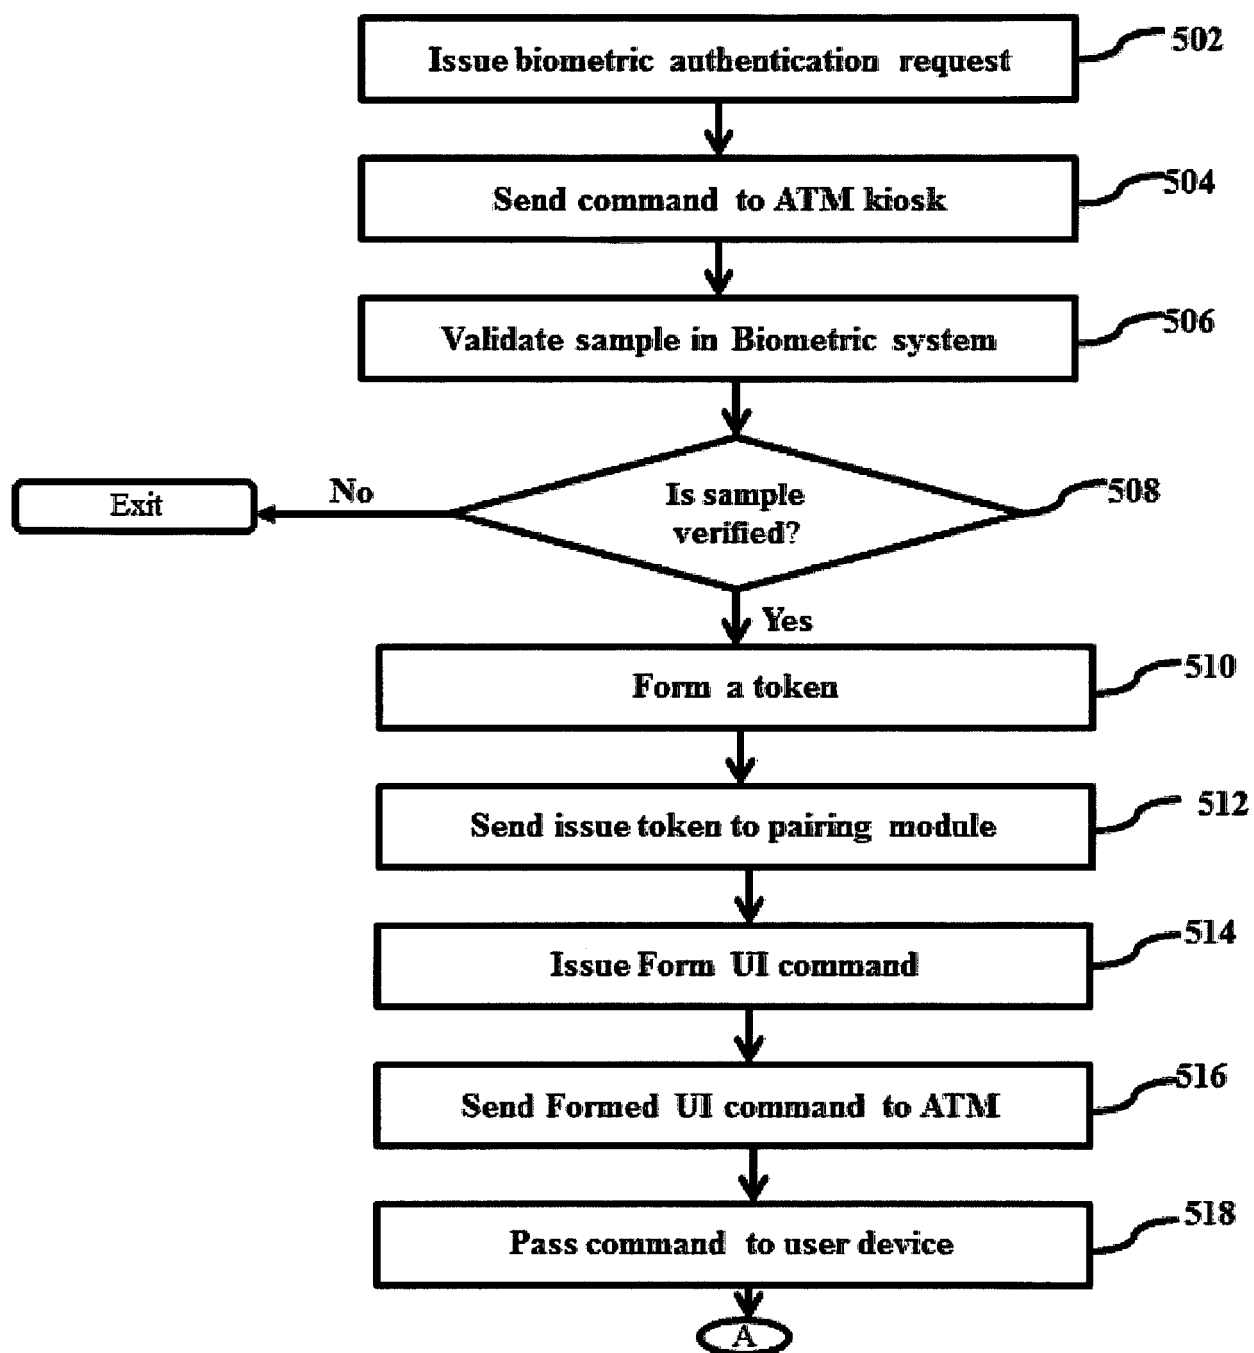 Issue biometric authentication request
502
Send command to ATM kiosk
504
Validate sample in Biometric system
506
Exit
No
Is sample
verified?
508
Yes
Form a token
510
Send issue token to pairing module
512
Issue Form UI command
514
Send Formed UI command to ATM
516
Pass command to user device
518
A